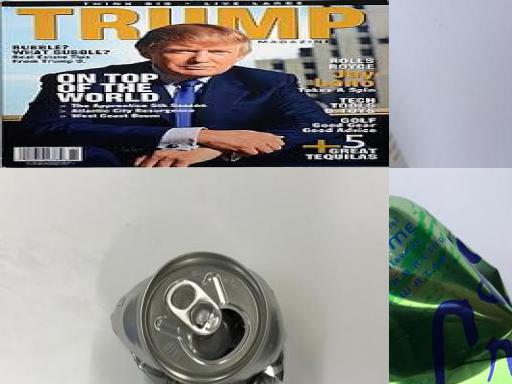 THINK BIG • LIVE LARGE
TRUMP
MAGAZINE
BUBBLE?
WHAT BUBBLE?
Real Estate Tips
From Trump U.
ON TOP
OF THE
WORLD
> The Apprentice 5th Season
> Atlantic City Resurgence
> West Coast Boom
ROLLS
ROYCE
Jay
Leno
Takes A Spin
TECH
TOOLS
& TOYS
GOLF
Good Gear
Good Advice
+5
GREAT
TEQUILAS
ME